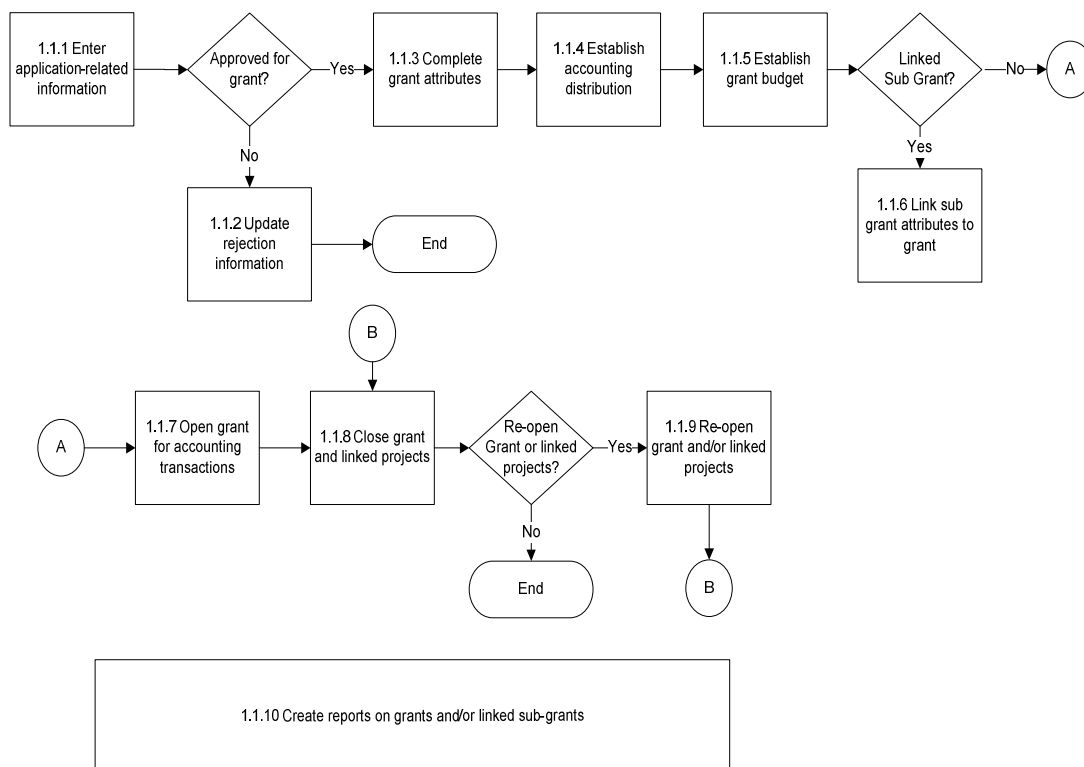 1.1.1 Enter
application-related
information
Approved for
grant?
Yes
1.1.3 Complete
grant attributes
1.1.4 Establish
accounting
distribution
1.1.5 Establish
grant budget
Linked
Sub Grant?
No
A
No
Yes
1.1.2 Update
rejection
information
End
1.1.6 Link sub
grant attributes to
grant
B
A
1.1.7 Open grant
for accounting
transactions
1.1.8 Close grant
and linked projects
Re-open
Grant or linked
projects?
Yes
1.1.9 Re-open
grant and/or linked
projects
No
End
B
1.1.10 Create reports on grants and/or linked sub-grants